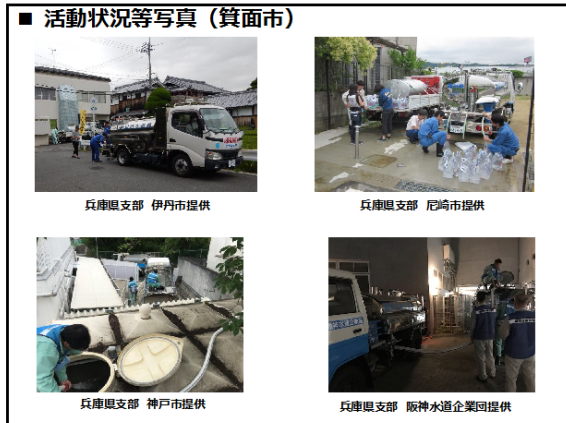 ■ 活動状況等写真（箕面市）
兵庫県支部 伊丹市提供
兵庫県支部 尼崎市提供
兵庫県支部 神戸市提供
兵庫県支部 阪神水道企業団提供